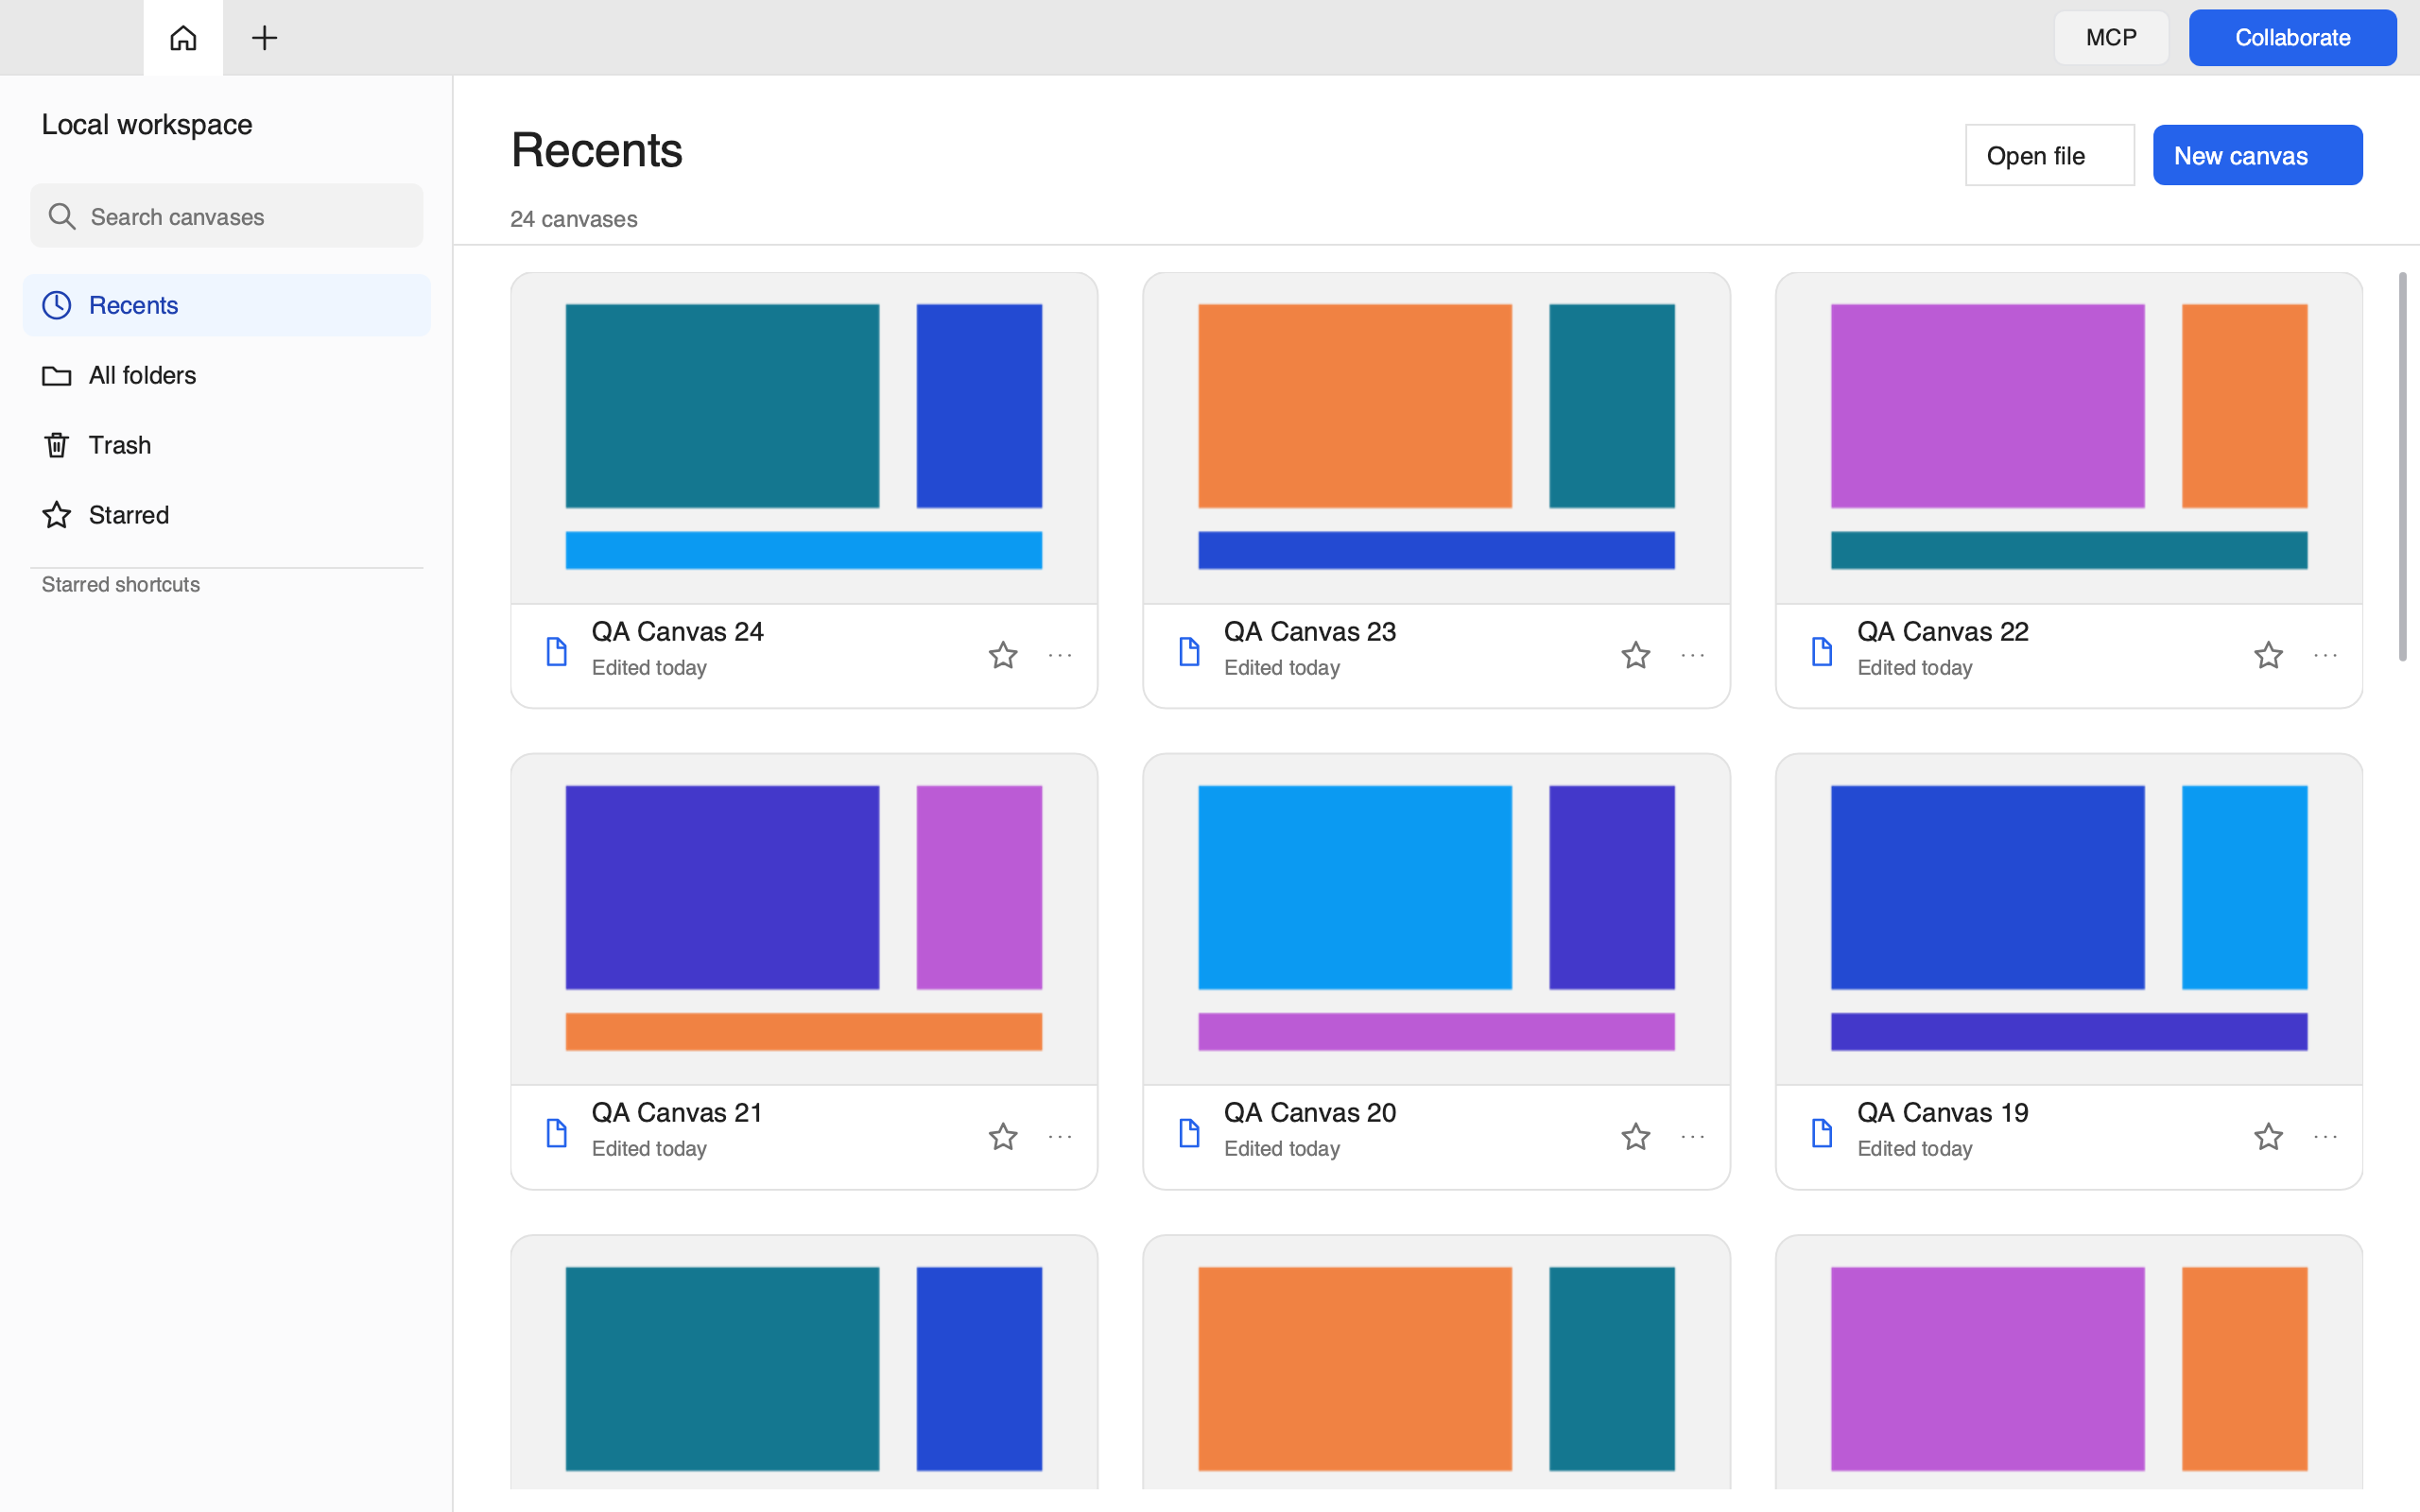 MCP
Collaborate
Local workspace
Search canvases
Recents
All folders
Trash
Starred
Starred shortcuts
Recents
24 canvases
Open file
New canvas
QA Canvas 24
Edited today
QA Canvas 23
Edited today
QA Canvas 22
Edited today
QA Canvas 21
Edited today
QA Canvas 20
Edited today
QA Canvas 19
Edited today